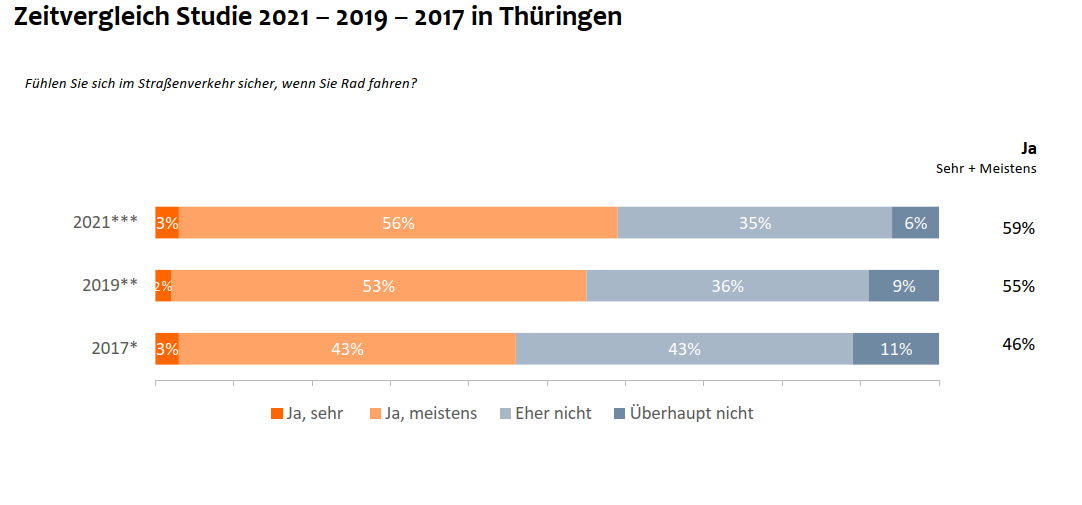 Zeitvergleich Studie 2021 – 2019 – 2017 in Thüringen
Fühlen Sie sich im Straßenverkehr sicher, wenn Sie Rad fahren?
Ja
Sehr + Meistens
2021*** 3% 56% 35% 6% 59%
2019** 2% 53% 36% 9% 55%
2017* 3% 43% 43% 11% 46%
Ja, sehr Ja, meistens Eher nicht Überhaupt nicht